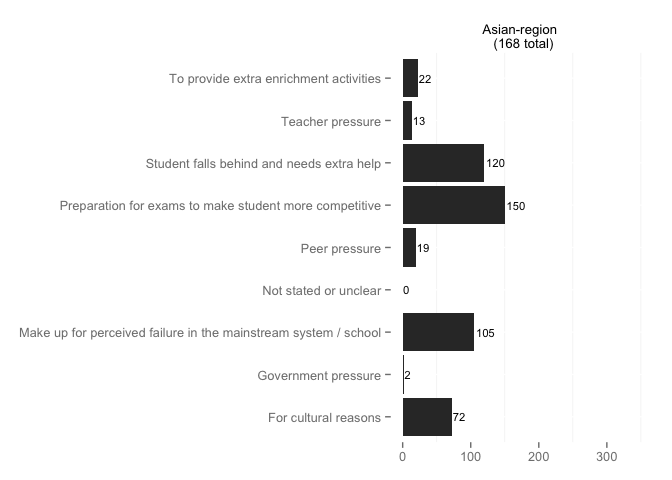 Asian-region
(168 total)
To provide extra enrichment activities 22
Teacher pressure 13
Student falls behind and needs extra help 120
Preparation for exams to make student more competitive 150
Peer pressure 19
Not stated or unclear 0
Make up for perceived failure in the mainstream system / school 105
Government pressure 2
For cultural reasons 72
0 100 200 300